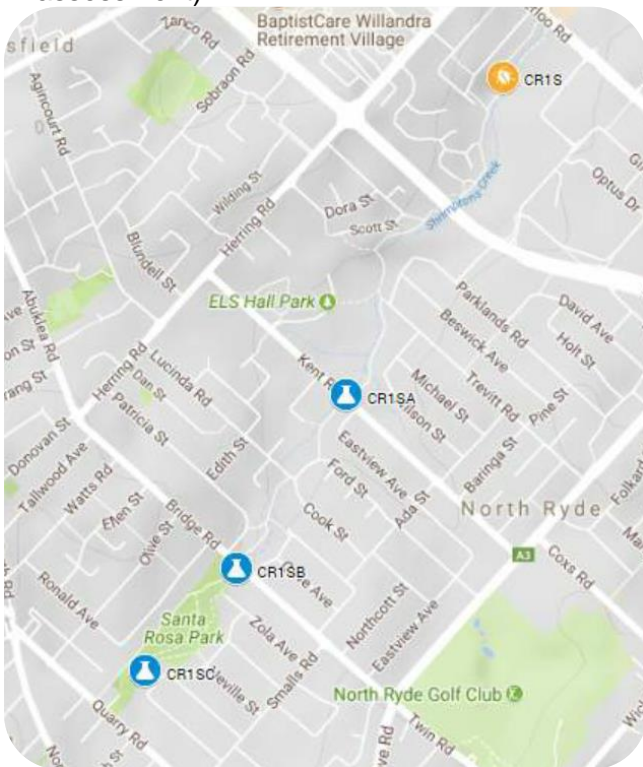 Zanco Rd
BaptistCare Willandra
Retirement Village
sfield
Sobraon Rd
Agincourt Rd
CR1S
Optus Dr
Shrimptons Creek
Wilding St
Herring Rd
Dora St
Scott St
Blundell St
Abuklea Rd
ELS Hall Park
Parklands Rd
David Ave
Beswick Ave
Holt St
Trevitt Rd
Pine St
Michael St
Kent R
CR1SA
Herring Rd
Lucinda Rd
Dan St
Patricia St
Edith St
Eastview Ave
Ford St
Ada St
Baringa St
Donovan St
Tallwood Ave
Watts Rd
North Ryde
Bridge Rd
Olive St
Cook St
A3
Coxs Rd
CR1SB
Ronald Ave
Santa
Rosa Park
Zola Ave
Smalls Rd
Northcott St
Eastview Ave
CR1SC
North Ryde Golf Club
Quarry Rd
Twin Rd